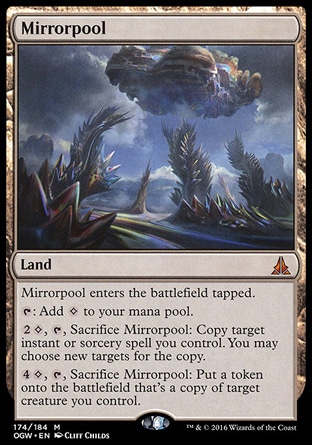 Mirrorpool
Land
Mirrorpool enters the battlefield tapped.
: Add to your mana pool.
2 , , Sacrifice Mirrorpool: Copy target
instant or sorcery spell you control. You may
choose new targets for the copy.
4 , , Sacrifice Mirrorpool: Put a token
onto the battlefield that's a copy of target
creature you control.
174/184 M
OGW • EN Cliff Childs
™ & © 2016 Wizards of the Coast